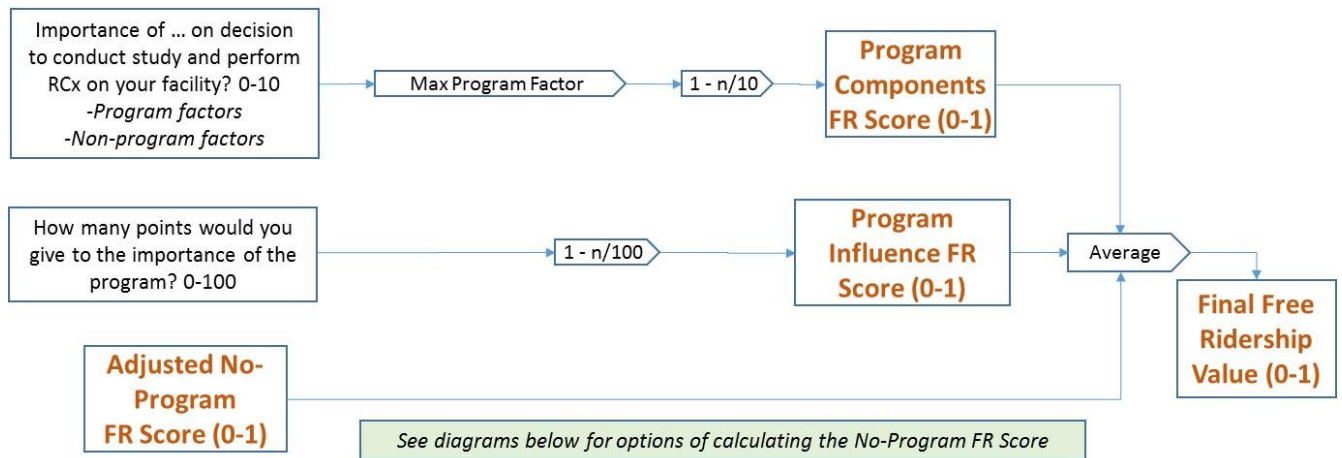 Importance of ... on decision
to conduct study and perform
RCx on your facility? 0-10
-Program factors
-Non-program factors
Max Program Factor
1 - n/10
Program
Components
FR Score (0-1)
How many points would you
give to the importance of the
program? 0-100
1 - n/100
Program
Influence FR
Score (0-1)
Average
Final Free
Ridership
Value (0-1)
Adjusted No-
Program
FR Score (0-1)
See diagrams below for options of calculating the No-Program FR Score